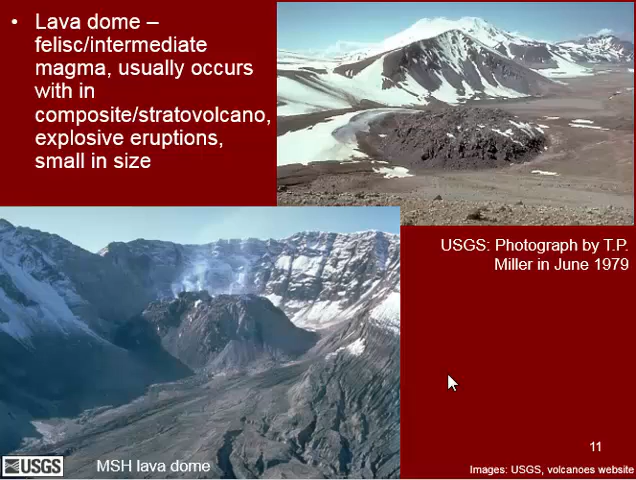 • Lava dome –
felisc/intermediate
magma, usually occurs
with in
composite/stratovolcano,
explosive eruptions,
small in size
USGS: Photograph by T.P.
Miller in June 1979
USGS
MSH lava dome
11
Images: USGS, volcanoes website